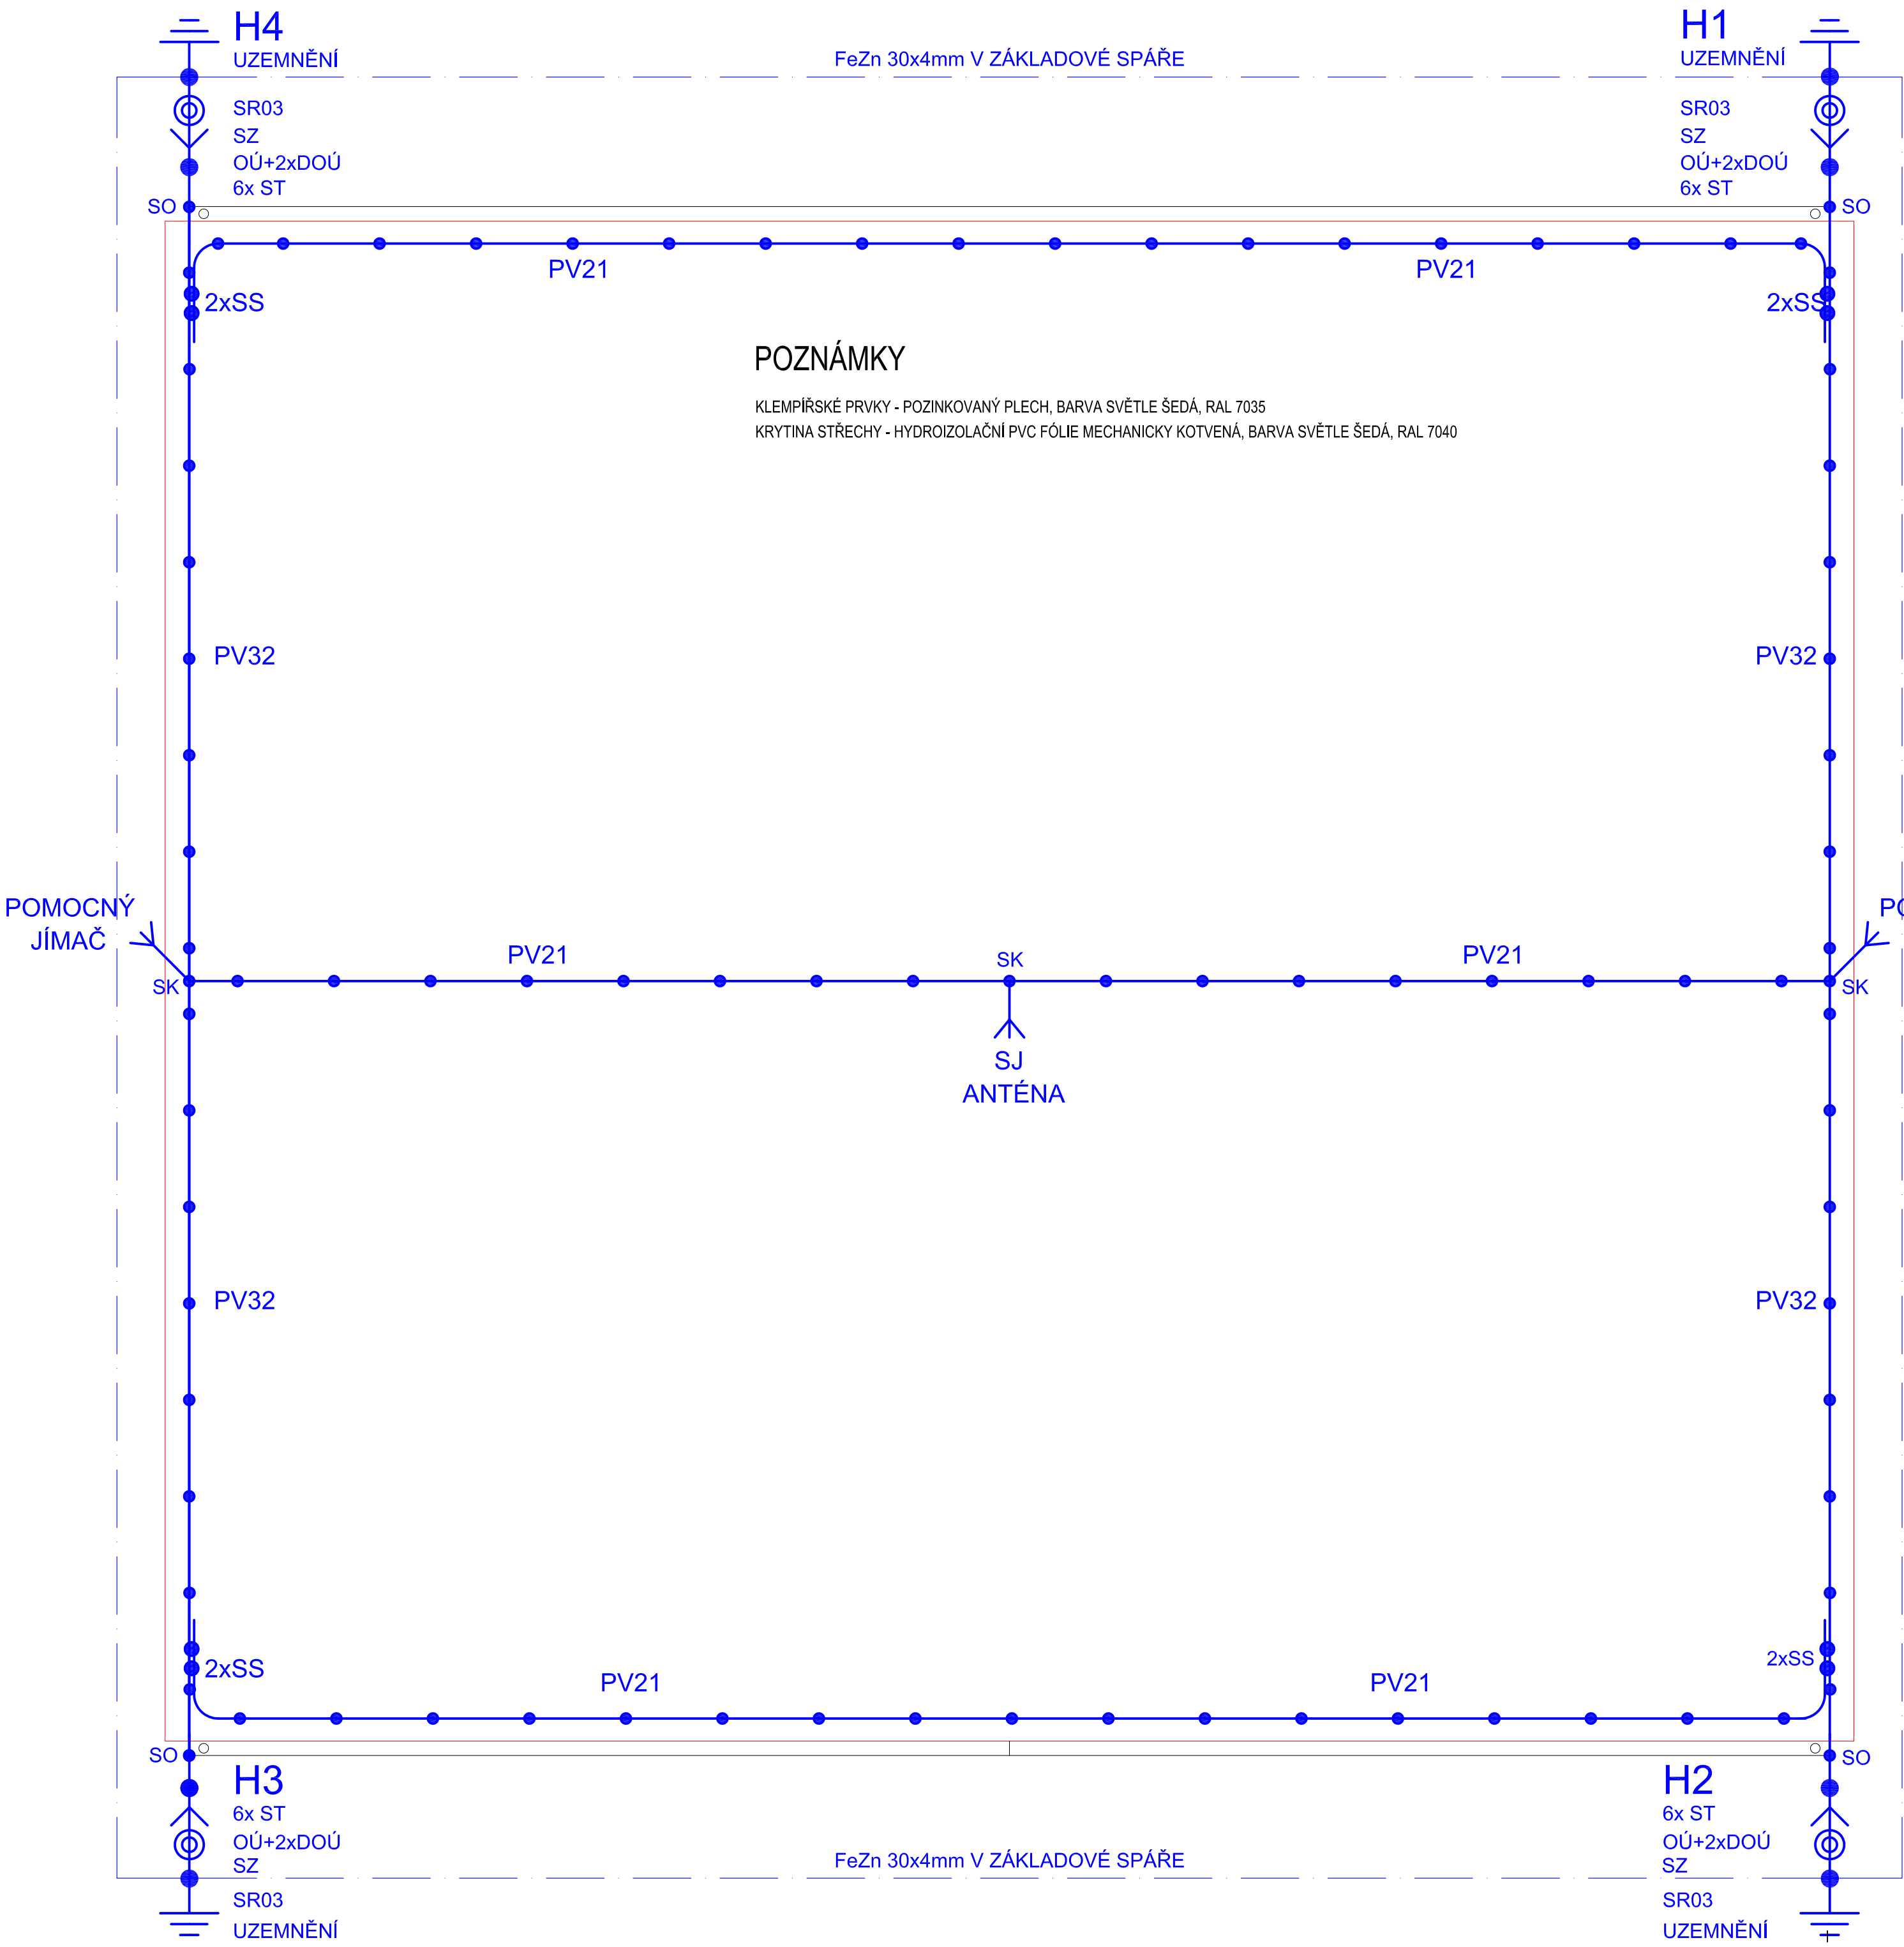 H4
UZEMNĚNÍ
SR03
SZ
OÚ+2xDOÚ
6x ST
SO
FeZn 30x4mm V ZÁKLADOVÉ SPÁŘE
H1
UZEMNĚNÍ
SR03
SZ
OÚ+2xDOÚ
6x ST
SO
PV21
PV21
2xSS
2xSS
POZNÁMKY
KLEMPÍŘSKÉ PRVKY - POZINKOVANÝ PLECH, BARVA SVĚTLE ŠEDÁ, RAL 7035
KRYTINA STŘECHY - HYDROIZOLAČNÍ PVC FÓLIE MECHANICKY KOTVENÁ, BARVA SVĚTLE ŠEDÁ, RAL 7040
PV32
PV32
POMOCNÝ
JÍMAČ
SK
PV21
SK
PV21
SK
SJ
ANTÉNA
PV32
PV32
2xSS
2xSS
PV21
PV21
SO
H3
6x ST
OÚ+2xDOÚ
SZ
SR03
UZEMNĚNÍ
FeZn 30x4mm V ZÁKLADOVÉ SPÁŘE
SO
H2
6x ST
OÚ+2xDOÚ
SZ
SR03
UZEMNĚNÍ